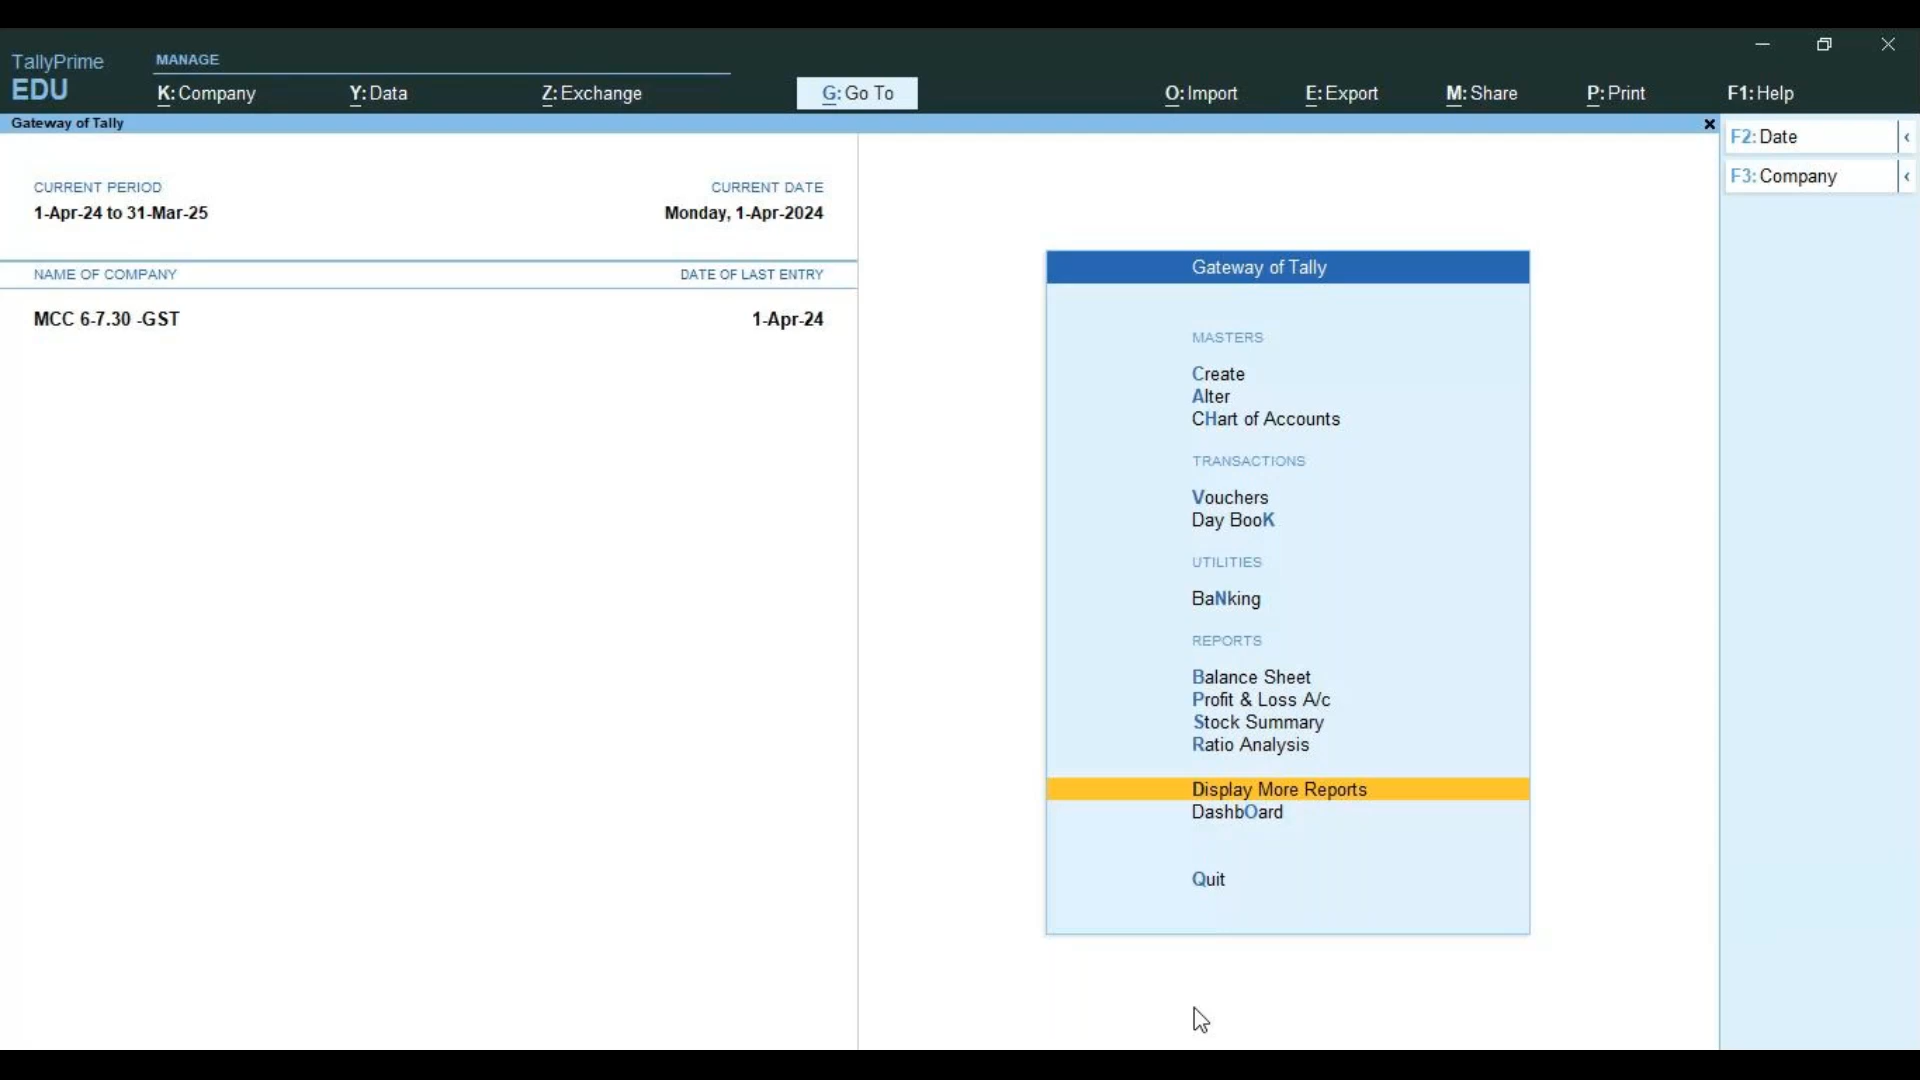 TallyPrime
EDU
MANAGE
K: Company
Y: Data
Z: Exchange
G: Go To
O: Import
E: Export
M: Share
P: Print
F1: Help
Gateway of Tally
F2: Date
F3: Company
CURRENT PERIOD
CURRENT DATE
1-Apr-24 to 31-Mar-25
Monday, 1-Apr-2024
NAME OF COMPANY
DATE OF LAST ENTRY
MCC 6-7.30 -GST
1-Apr-24
Gateway of Tally
MASTERS
Create
Alter
CHart of Accounts
TRANSACTIONS
Vouchers
Day BooK
UTILITIES
BaNking
REPORTS
Balance Sheet
Profit & Loss A/c
Stock Summary
Ratio Analysis
Display More Reports
DashbOard
Quit